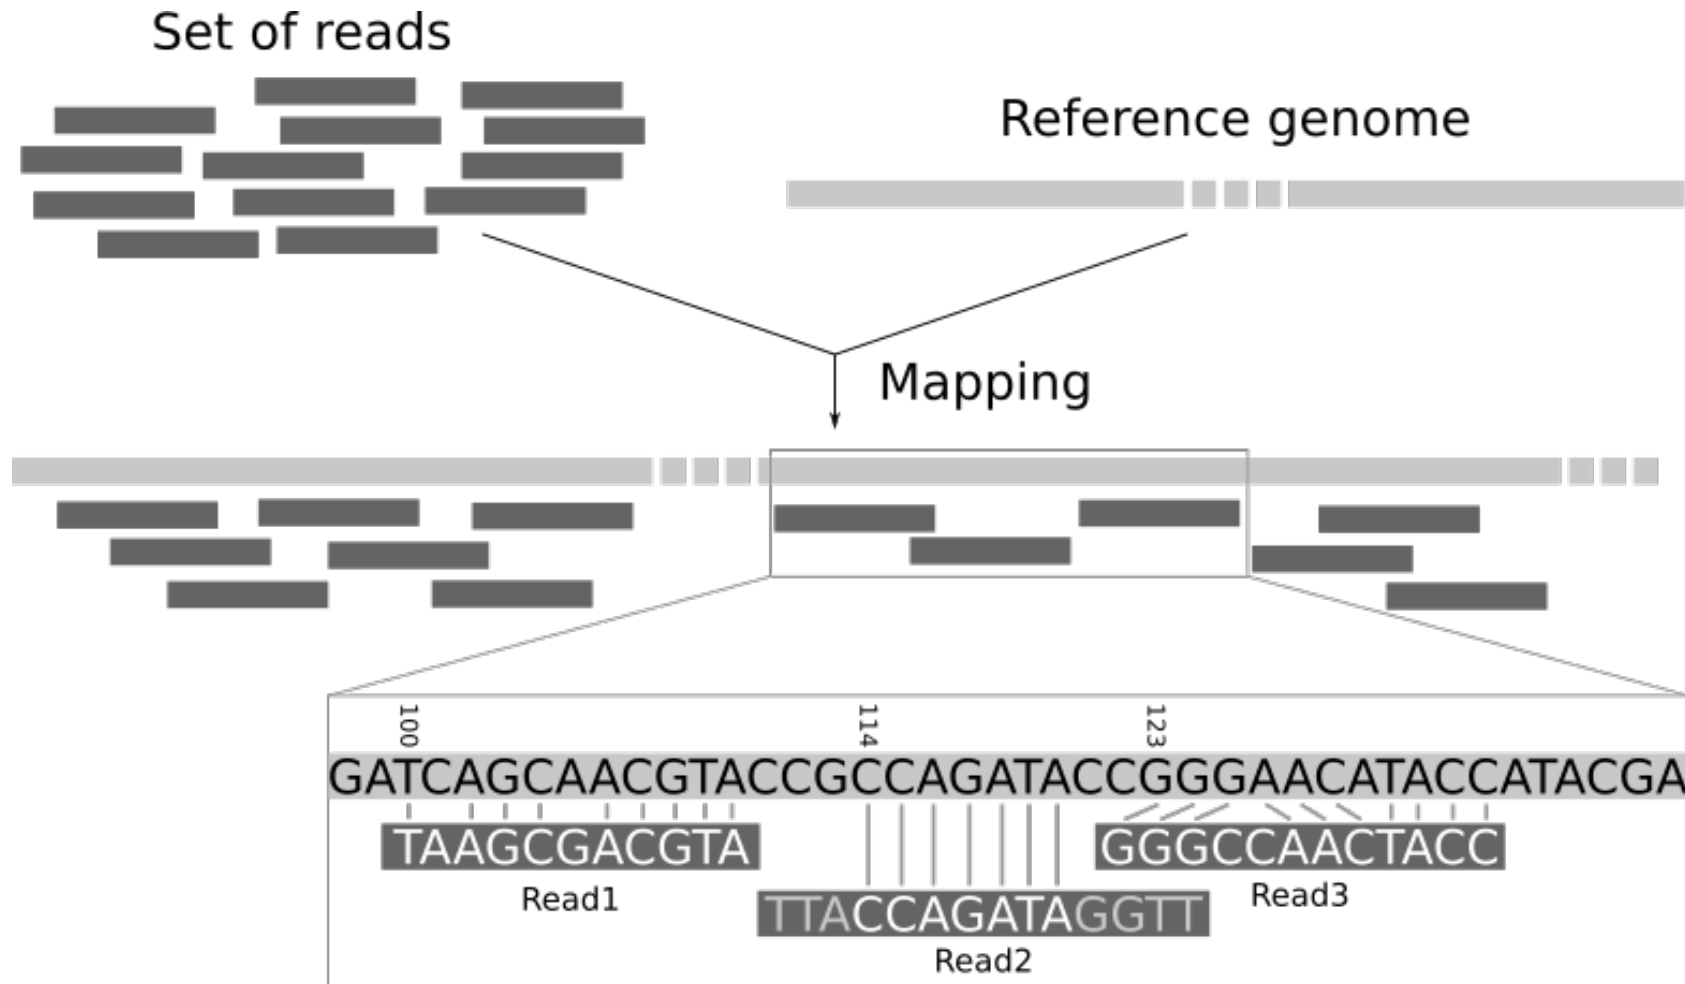 Set of reads
Reference genome
Mapping
100 114 123
GATCAGCAACGTACCGCCAGATACCGGGAACATACCATACGA
TAAGCGACGTA
GGGCCAACTACC
Read1
Read3
TTACCAGATAGGTT
Read2